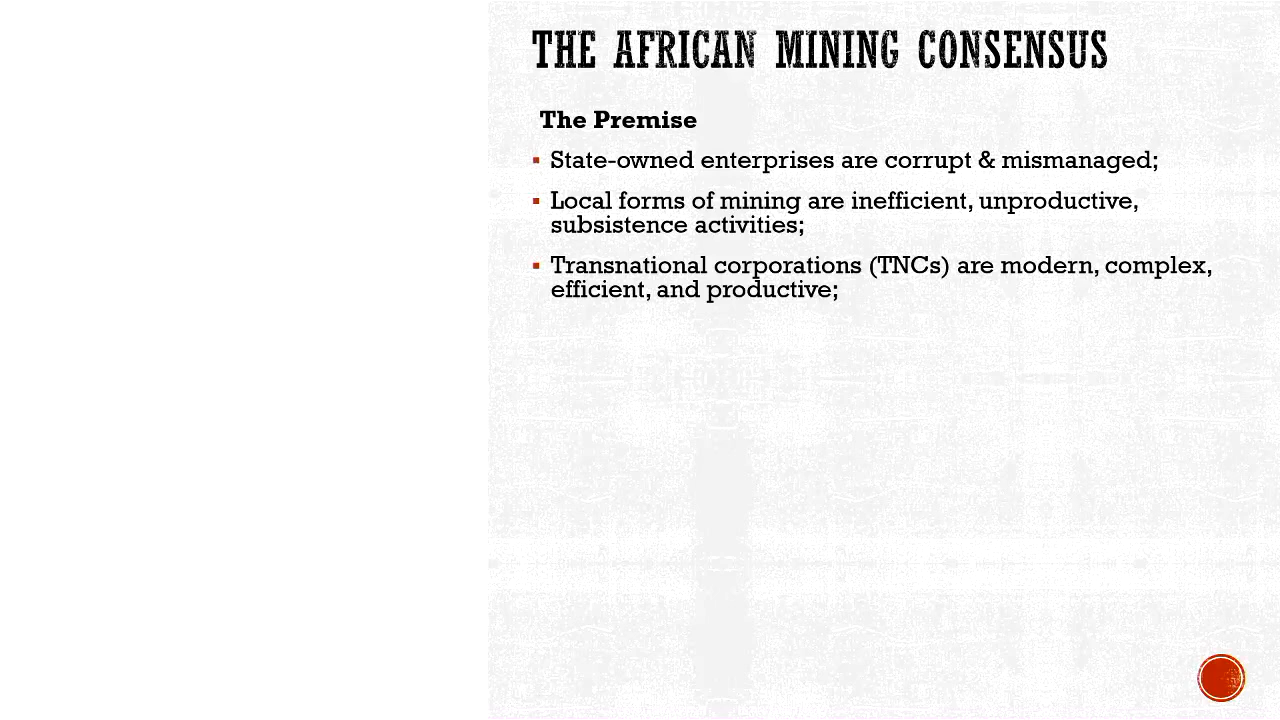 THE AFRICAN MINING CONSENSUS
The Premise
▪ State-owned enterprises are corrupt & mismanaged;
▪ Local forms of mining are inefficient, unproductive,
subsistence activities;
▪ Transnational corporations (TNCs) are modern, complex,
efficient, and productive;